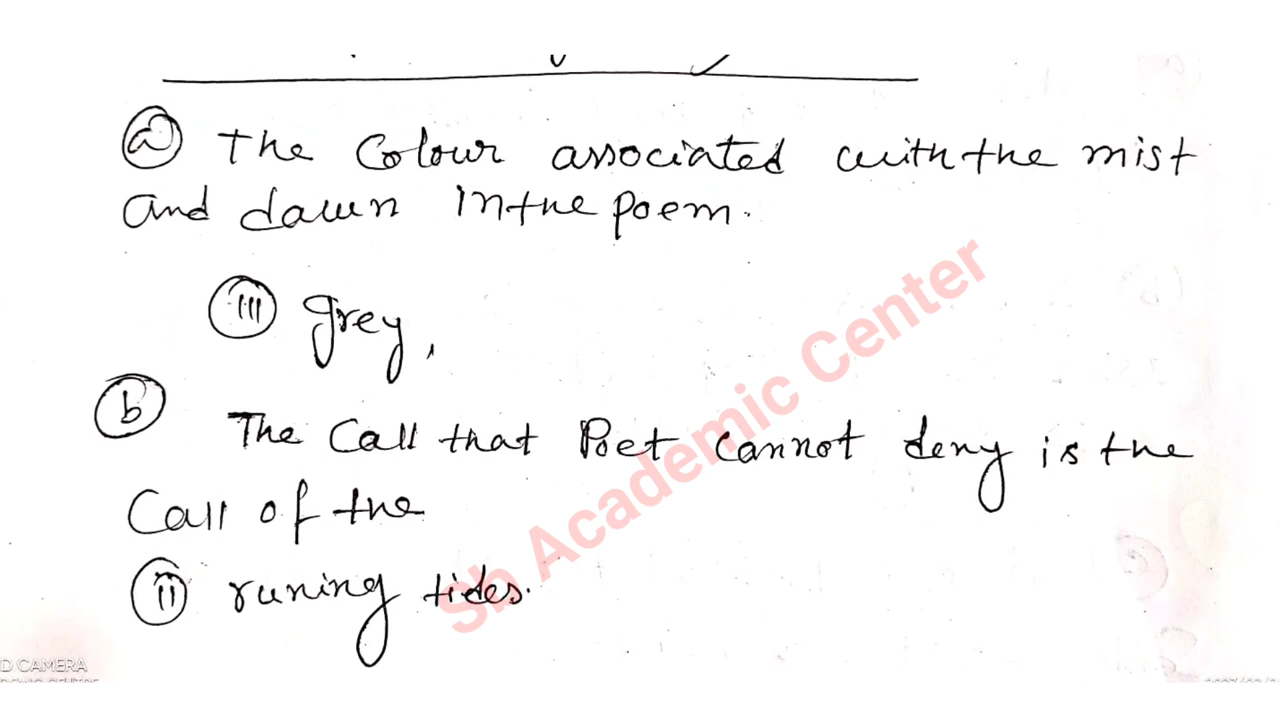 a The Colour associated with the mist
and dawn in the poem.
iii grey,
b The Call that Poet cannot deny is the
Call of the
ii runing tides.
Sb Academic Center
D CAMERA